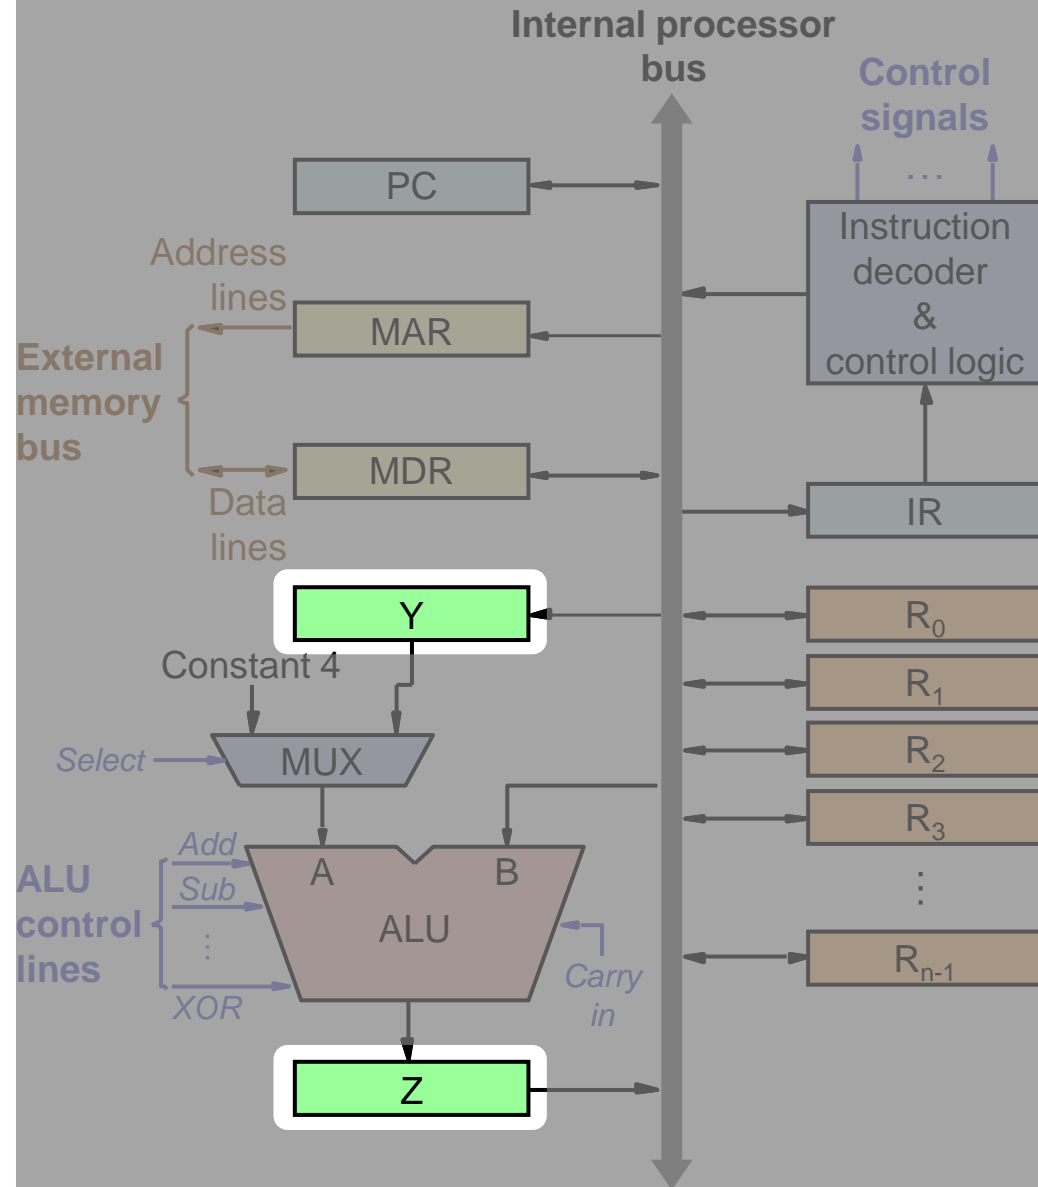 Internal processor
bus
Control
signals
...
PC
Instruction
decoder
&
control logic
Address
lines
MAR
External
memory
bus
MDR
Data
lines
IR
Y
R0
Constant 4
R1
Select
MUX
R2
R3
Add
A
B
ALU
control
lines
Sub
⋮
ALU
⋮
Carry
in
Rn-1
XOR
Z